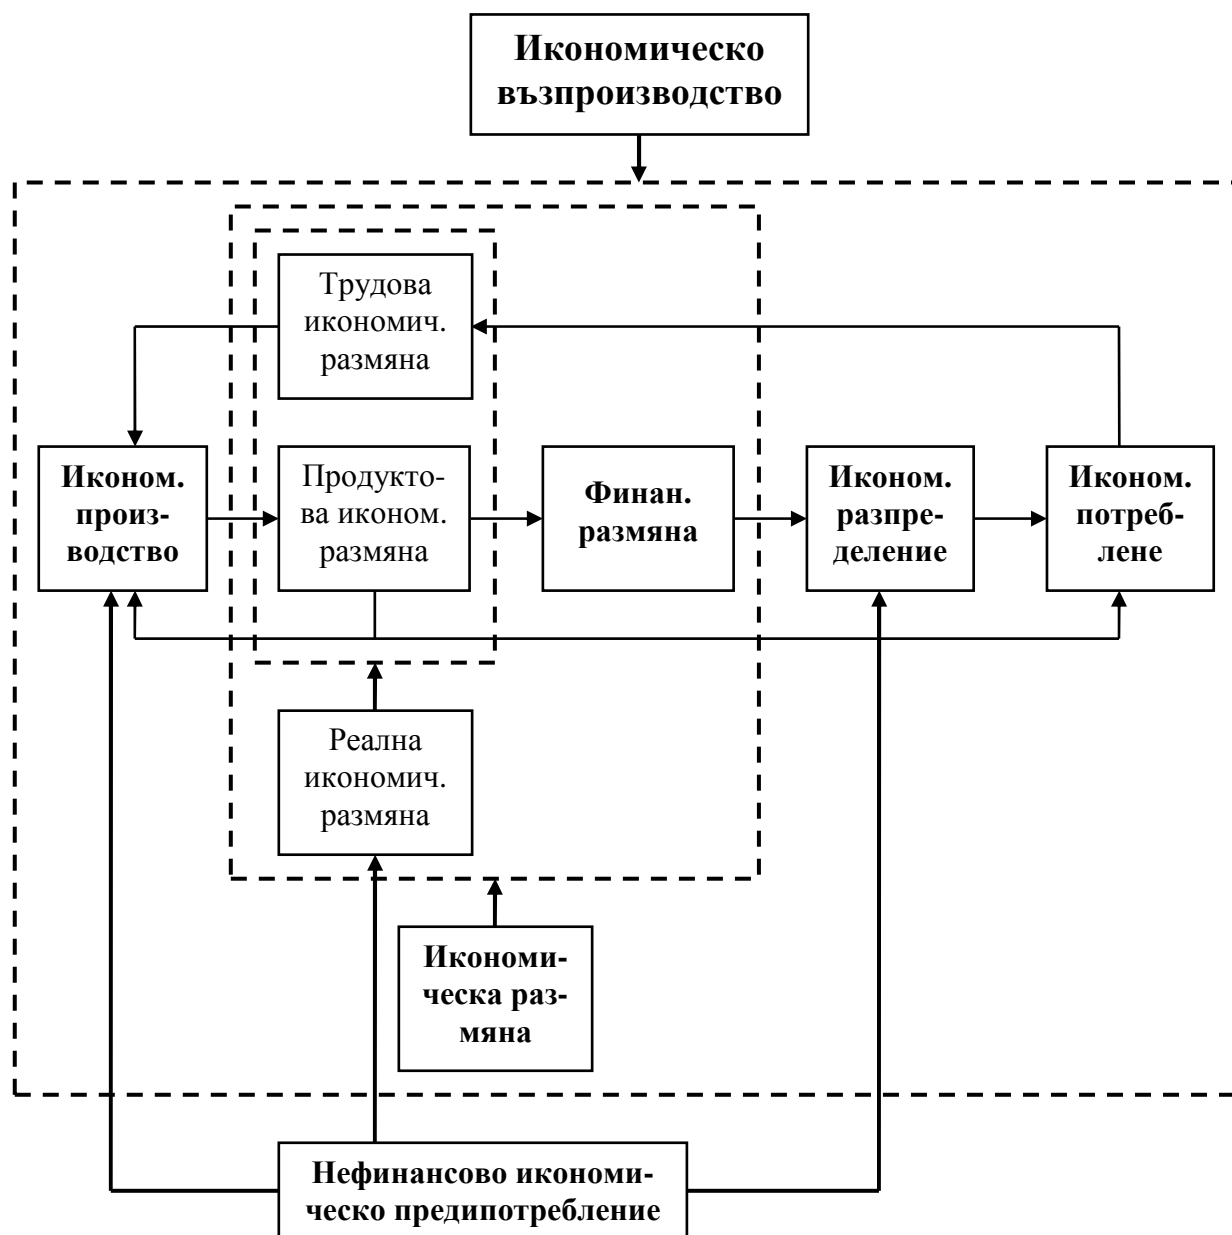 Икономическо
възпроизводство
Трудова
икономич.
размяна
Иконом.
произ-
водство
Продукто-
ва иконом.
размяна
Финан.
размяна
Иконом.
разпре-
деление
Иконом.
потреб-
лене
Реална
икономич.
размяна
Икономи-
ческа раз-
мяна
Нефинансово икономи-
ческо предипотребление